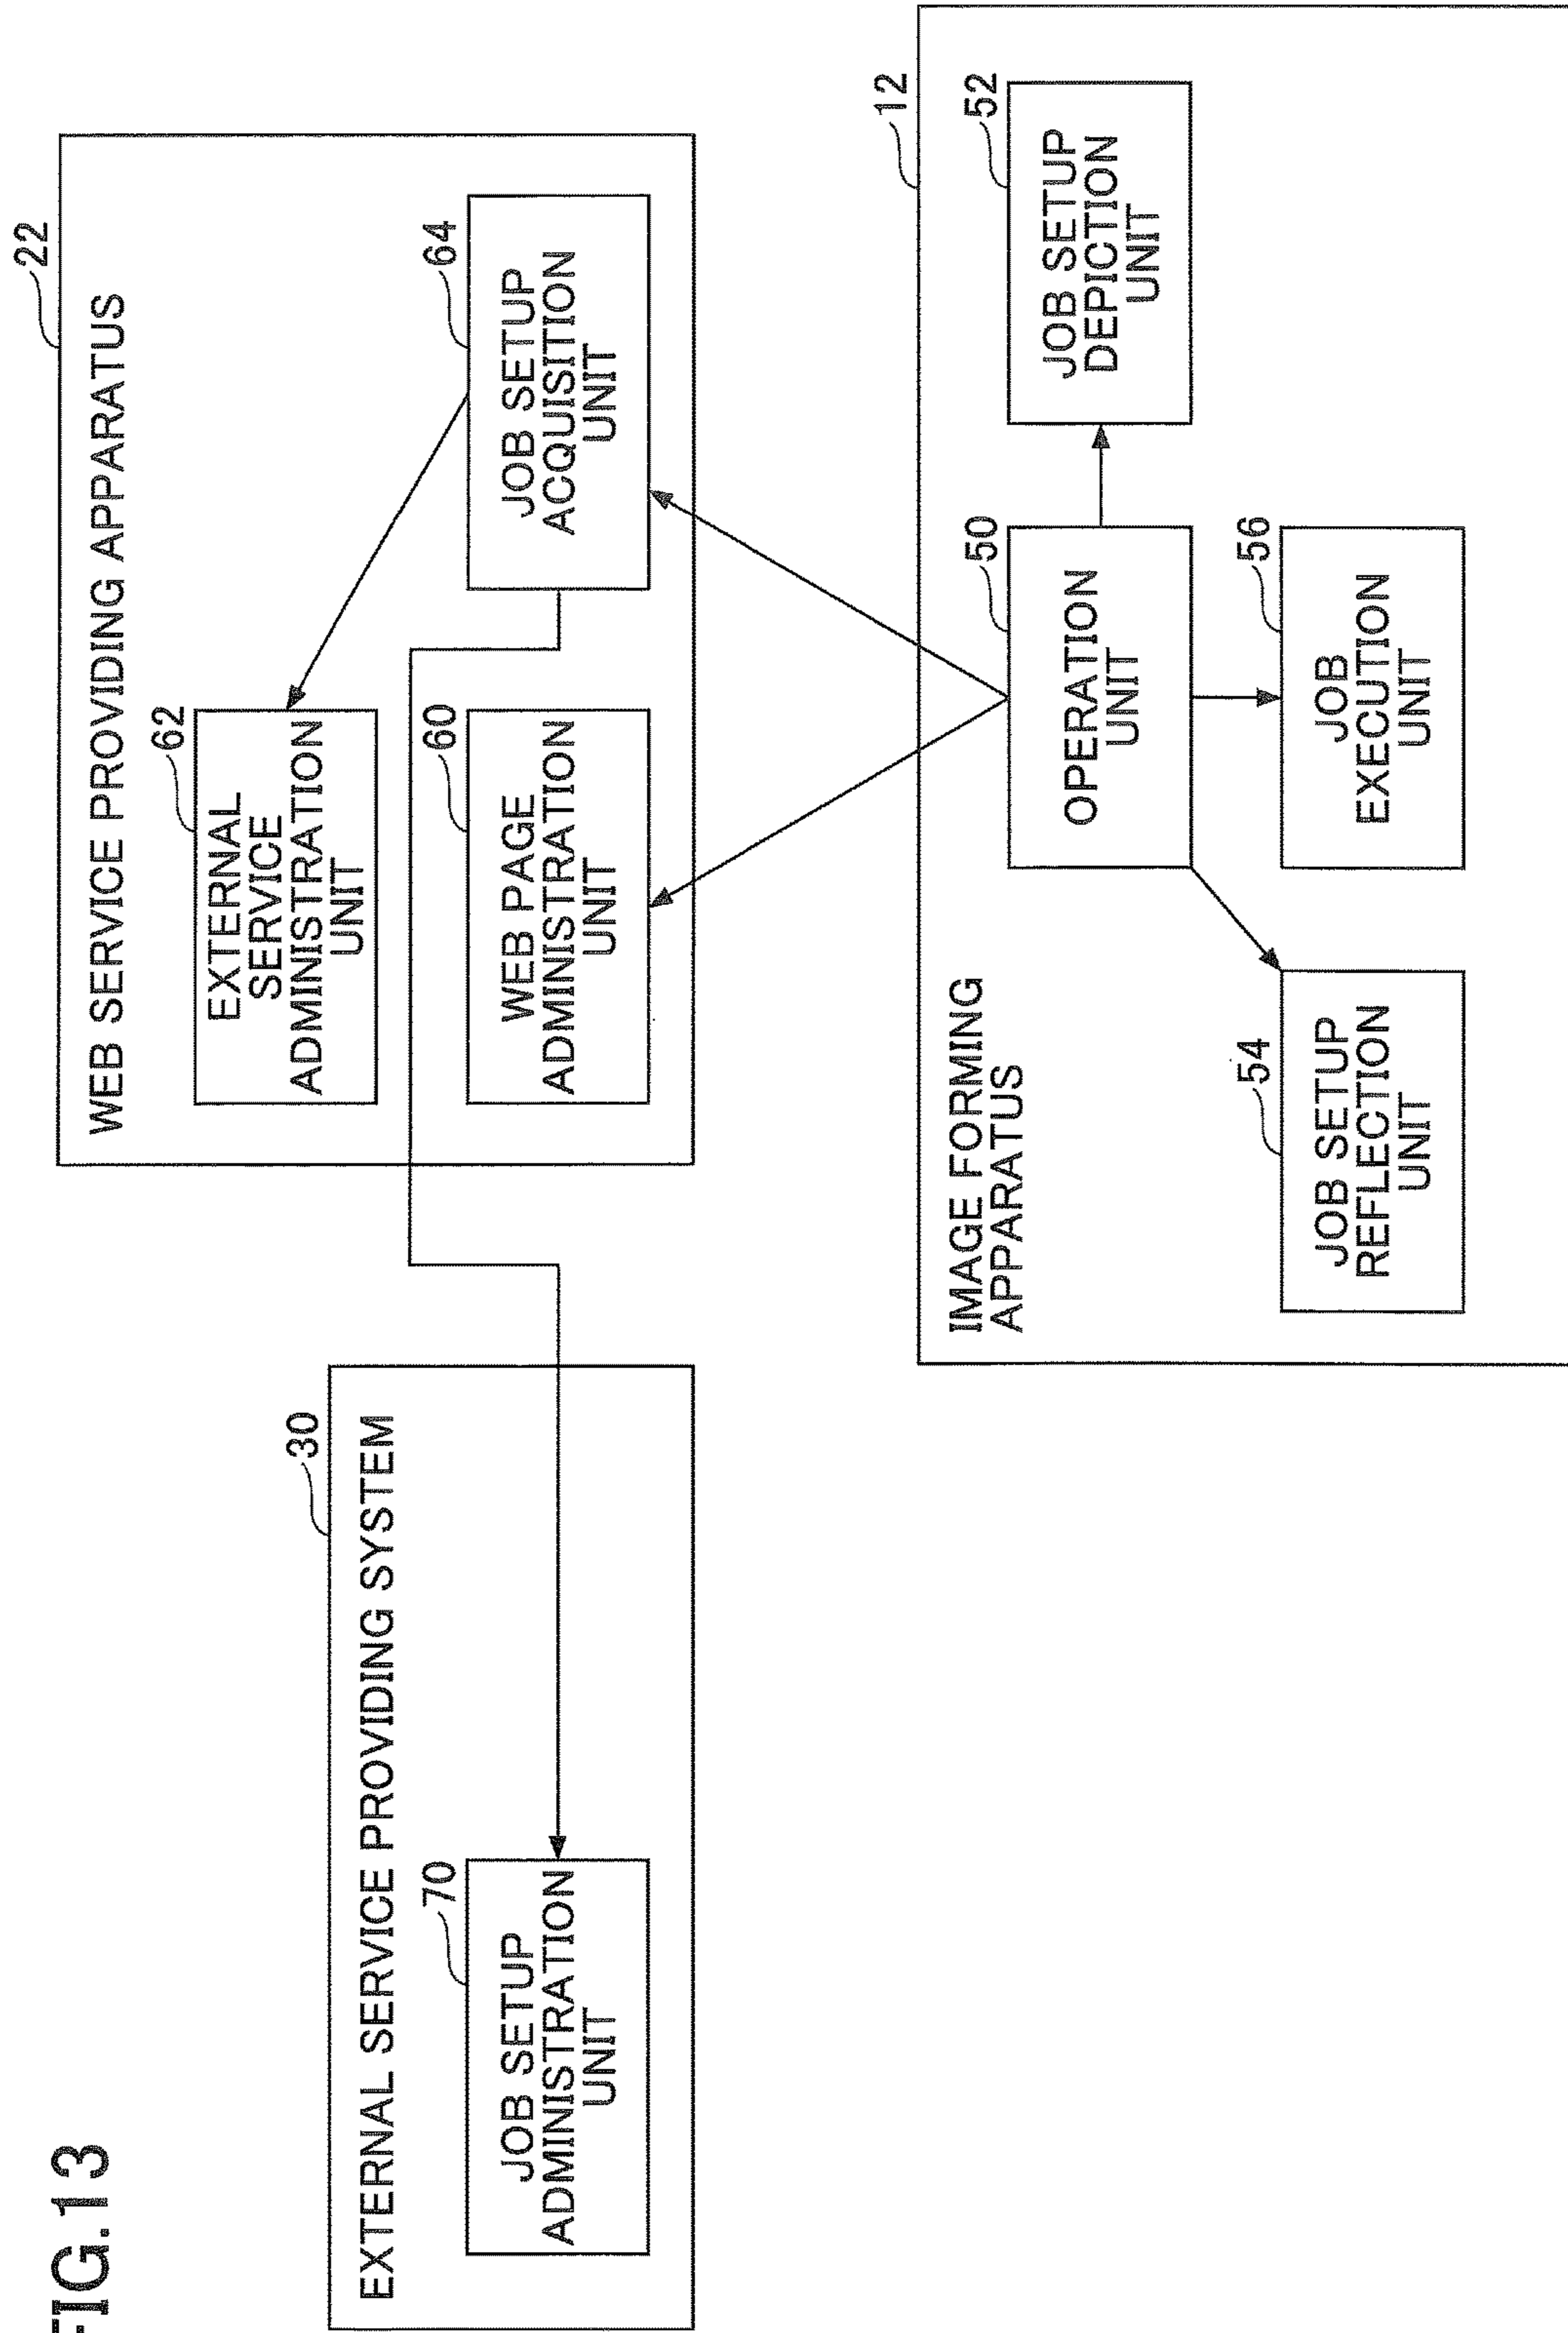 FIG.13
EXTERNAL SERVICE PROVIDING SYSTEM
30
JOB SETUP
ADMINISTRATION
UNIT
70
WEB SERVICE PROVIDING APPARATUS
22
EXTERNAL
SERVICE
ADMINISTRATION
UNIT
62
WEB PAGE
ADMINISTRATION
UNIT
60
JOB SETUP
ACQUISITION
UNIT
64
IMAGE FORMING
APPARATUS
12
OPERATION
UNIT
50
JOB SETUP
DEPICTION
UNIT
52
JOB SETUP
REFLECTION
UNIT
54
JOB
EXECUTION
UNIT
56